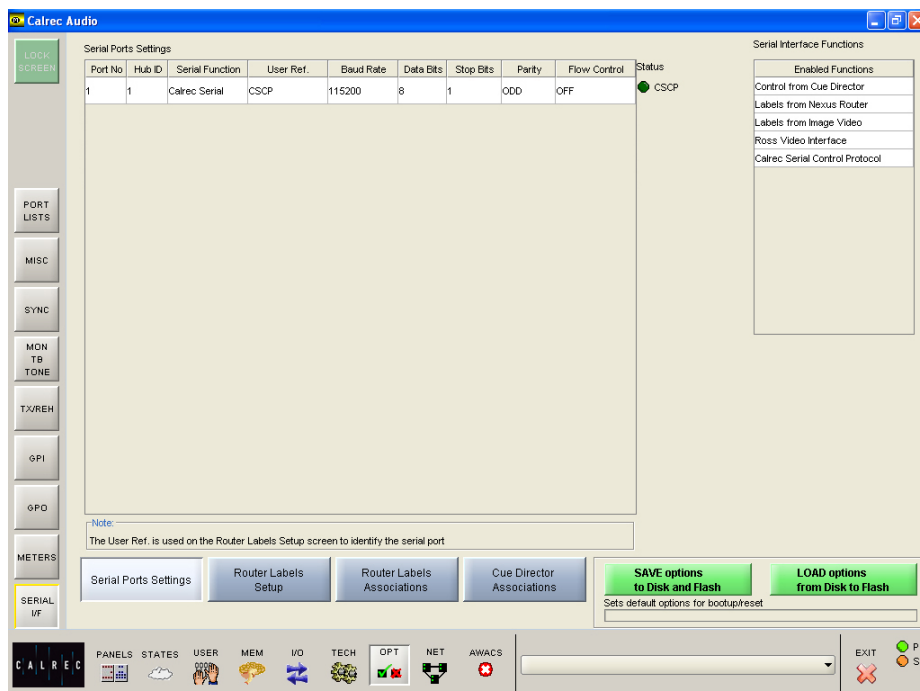 Calrec Audio
LOCK
SCREEN
Serial Ports Settings
Serial Interface Functions
Port No Hub ID Serial Function User Ref. Baud Rate Data Bits Stop Bits Parity Flow Control
1 1 Calrec Serial CSCP 115200 8 1 ODD OFF
Status
CSCP
Enabled Functions
Control from Cue Director
Labels from Nexus Router
Labels from Image Video
Ross Video Interface
Calrec Serial Control Protocol
PORT
LISTS
MISC
SYNC
MON
TB
TONE
TX/REH
GPI
GPO
METERS
SERIAL
I/F
Note:
The User Ref. is used on the Router Labels Setup screen to identify the serial port
Serial Ports Settings
Router Labels
Setup
Router Labels
Associations
Cue Director
Associations
SAVE options
to Disk and Flash
LOAD options
from Disk to Flash
Sets default options for bootup/reset
CALREC
PANELS STATES USER MEM I/O TECH OPT NET AWACS
EXIT
P
S